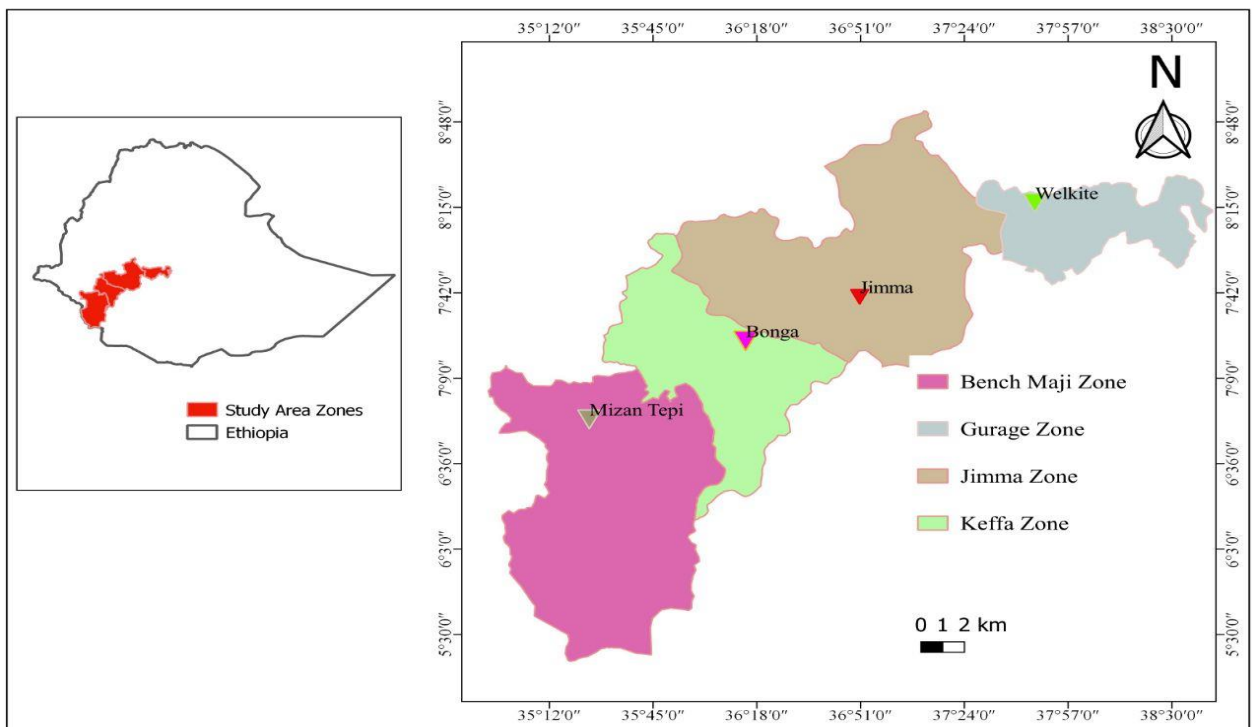 Study Area Zones
Ethiopia
35°12'0" 35°45'0" 36°18'0" 36°51'0" 37°24'0" 37°57'0" 38°30'0"
N
8°48'0" 8°48'0"
8°15'0" 8°15'0"
7°42'0" 7°42'0"
7°9'0" 7°9'0"
6°36'0" 6°36'0"
6°3'0" 6°3'0"
5°30'0" 5°30'0"
Welkite
Jimma
Bonga
Mizan Tepi
Bench Maji Zone
Gurage Zone
Jimma Zone
Keffa Zone
0 1 2 km
35°12'0" 35°45'0" 36°18'0" 36°51'0" 37°24'0" 37°57'0" 38°30'0"